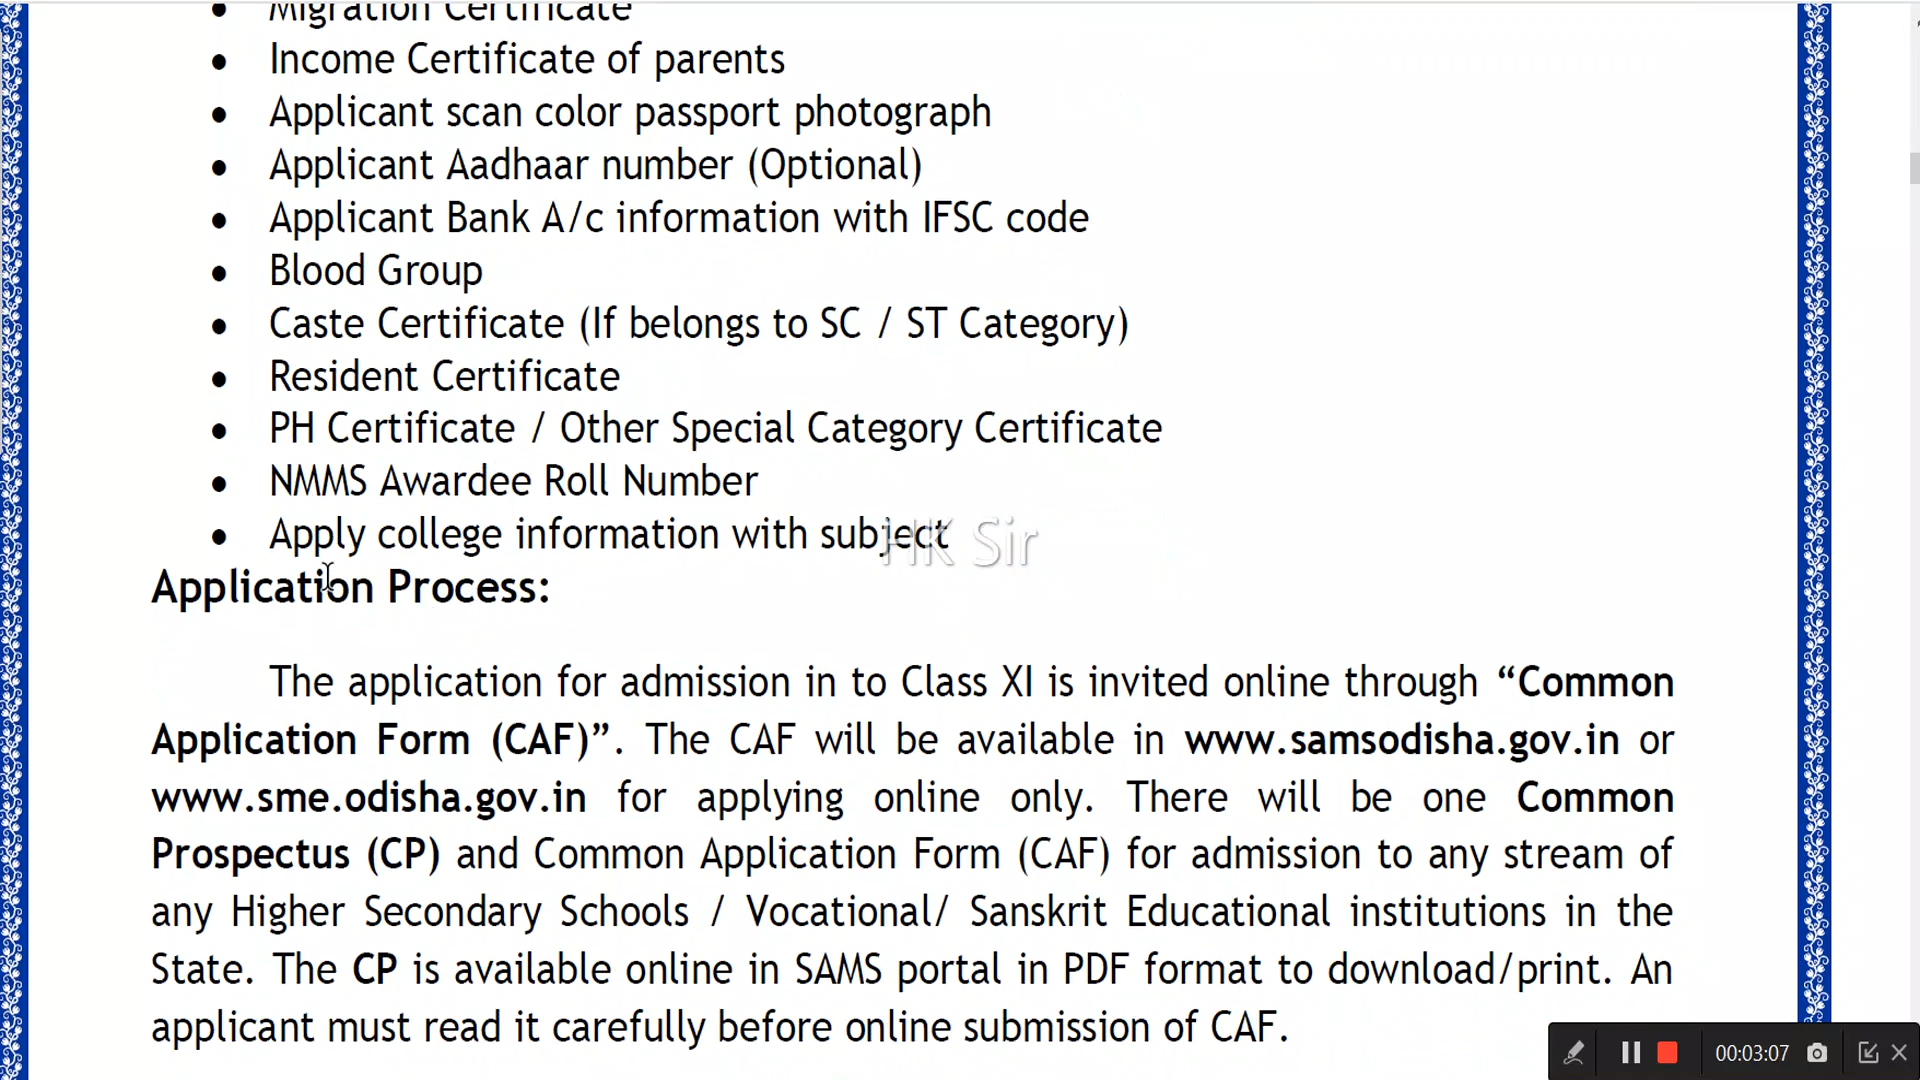 • Migration Certificate
• Income Certificate of parents
• Applicant scan color passport photograph
• Applicant Aadhaar number (Optional)
• Applicant Bank A/c information with IFSC code
• Blood Group
• Caste Certificate (If belongs to SC / ST Category)
• Resident Certificate
• PH Certificate / Other Special Category Certificate
• NMMS Awardee Roll Number
• Apply college information with subject
HK Sir
Application Process:
The application for admission in to Class XI is invited online through “Common
Application Form (CAF)”. The CAF will be available in www.samsodisha.gov.in or
www.sme.odisha.gov.in for applying online only. There will be one Common
Prospectus (CP) and Common Application Form (CAF) for admission to any stream of
any Higher Secondary Schools / Vocational/ Sanskrit Educational institutions in the
State. The CP is available online in SAMS portal in PDF format to download/print. An
applicant must read it carefully before online submission of CAF.
00:03:07